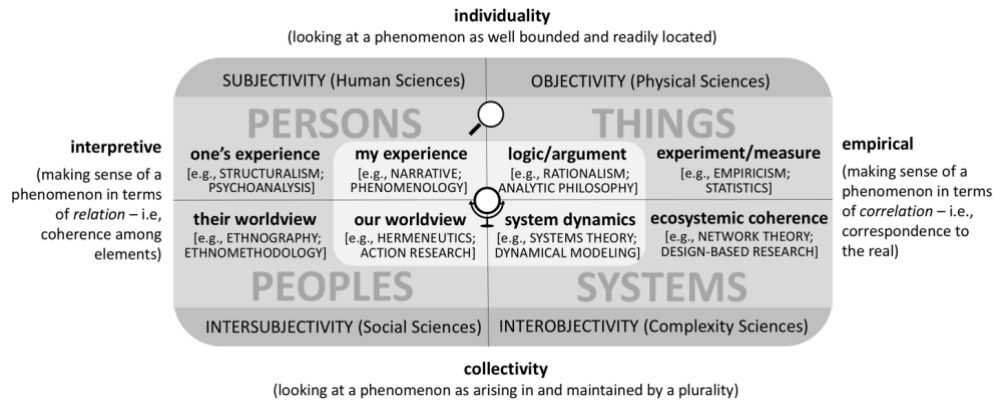 individuality
(looking at a phenomenon as well bounded and readily located)
SUBJECTIVITY (Human Sciences)
OBJECTIVITY (Physical Sciences)
PERSONS
THINGS
interpretive
(making sense of a
phenomenon in terms
of relation – i.e,
coherence among
elements)
one's experience
[e.g., STRUCTURALISM;
PSYCHOANALYSIS]
my experience
[e.g., NARRATIVE;
PHENOMENOLOGY]
logic/argument
[e.g., RATIONALISM;
ANALYTIC PHILOSOPHY]
experiment/measure
[e.g., EMPIRICISM;
STATISTICS]
empirical
(making sense of a
phenomenon in terms
of correlation – i.e.,
correspondence to
the real)
their worldview
[e.g., ETHNOGRAPHY;
ETHNOMETHODOLOGY]
our worldview
[e.g., HERMENEUTICS;
ACTION RESEARCH]
system dynamics
[e.g., SYSTEMS THEORY;
DYNAMICAL MODELING]
ecosystemic coherence
[e.g., NETWORK THEORY;
DESIGN-BASED RESEARCH]
PEOPLES
SYSTEMS
INTERSUBJECTIVITY (Social Sciences)
INTEROBJECTIVITY (Complexity Sciences)
collectivity
(looking at a phenomenon as arising in and maintained by a plurality)